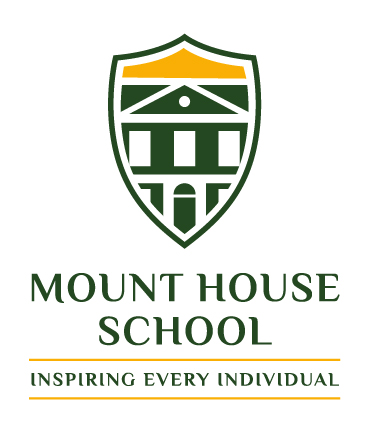 MOUNT HOUSE
SCHOOL
INSPIRING EVERY INDIVIDUAL